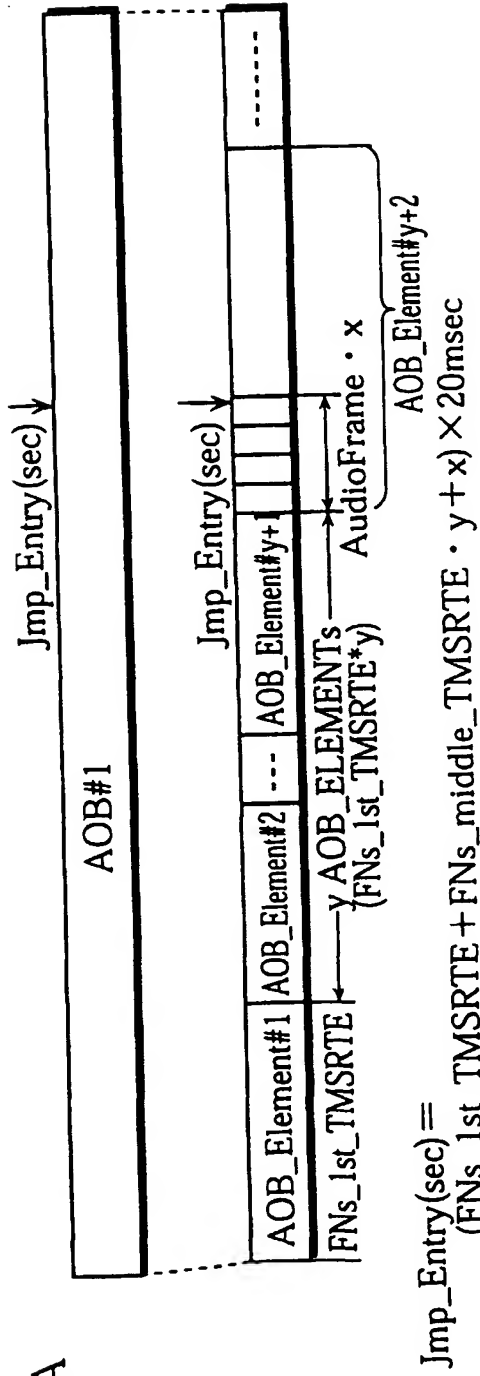 A
AOB#1
Jmp_Entry(sec)
Jmp_Entry(sec)
AOB_Element#1 AOB_Element#2 --- AOB_Element#y+1 -------
FNs_1st_TMSRTE
y AOB_ELEMENTs
(FNs_1st_TMSRTE*y)
AudioFrame・x
AOB_Element#y+2
Jmp_Entry(sec)=
(FNs_1st_TMSRTE+FNs_middle_TMSRTE・y+x)×20msec